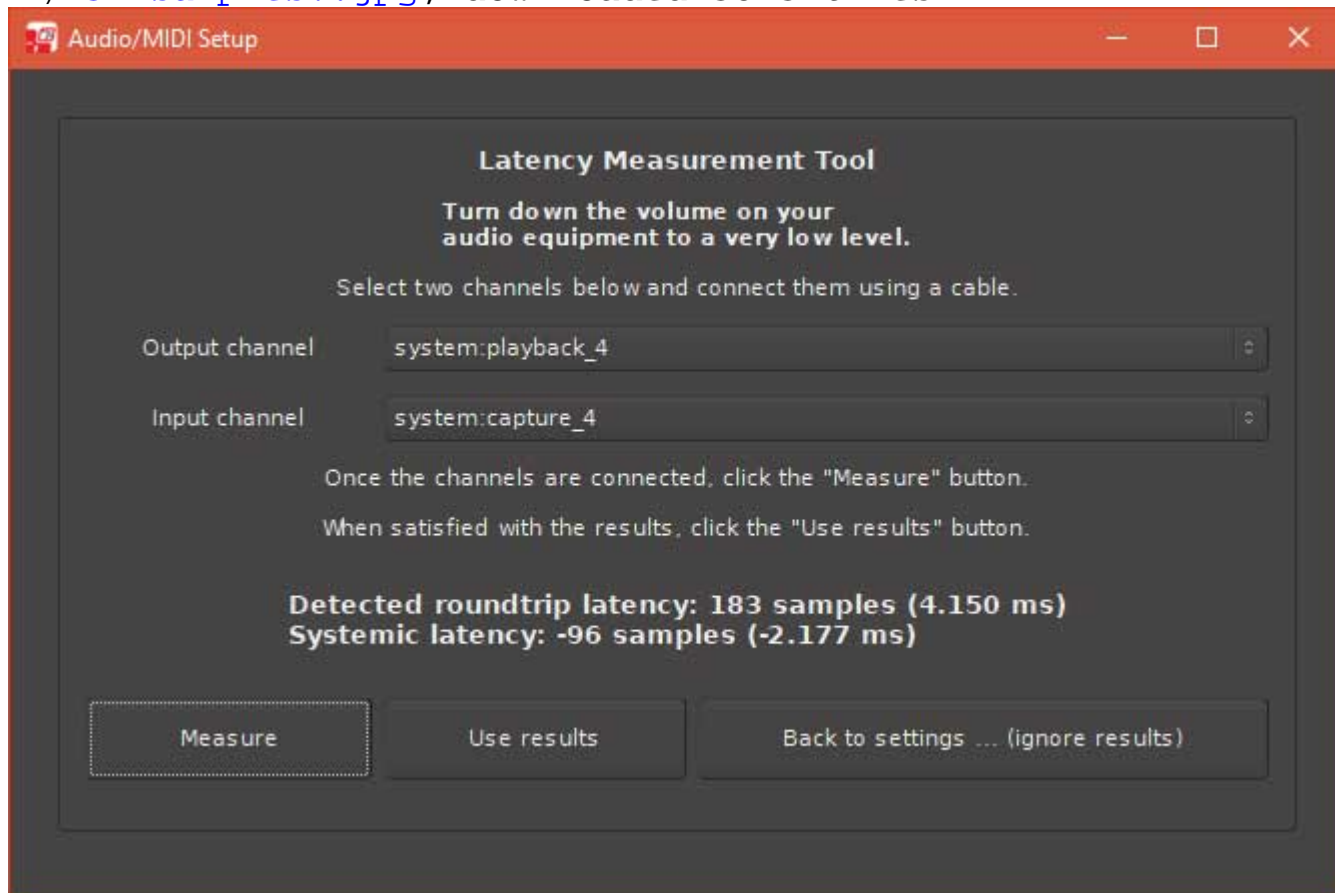 Audio/MIDI Setup
Latency Measurement Tool
Turn down the volume on your
audio equipment to a very low level.
Select two channels below and connect them using a cable.
Output channel
system:playback_4
Input channel
system:capture_4
Once the channels are connected, click the "Measure" button.
When satisfied with the results, click the "Use results" button.
Detected roundtrip latency: 183 samples (4.150 ms)
Systemic latency: -96 samples (-2.177 ms)
Measure
Use results
Back to settings ... (ignore results)